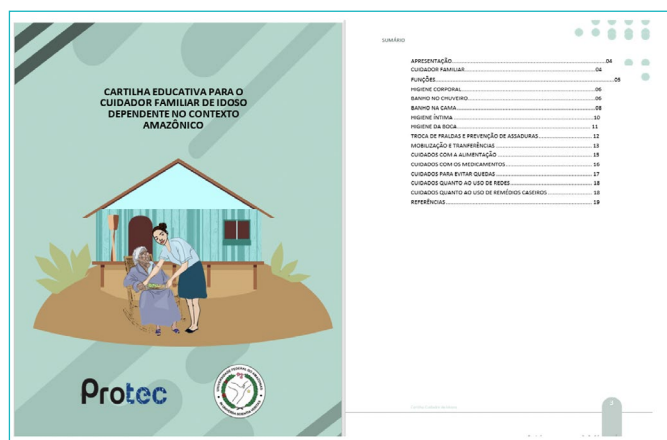 CARTILHA EDUCATIVA PARA O
CUIDADOR FAMILIAR DE IDOSO
DEPENDENTE NO CONTEXTO
AMAZÔNICO
Protec
SUMÁRIO
APRESENTAÇÃO....04
CUIDADOR FAMILIAR....04
FUNÇÕES....05
HIGIENE CORPORAL....06
BANHO NO CHUVEIRO....06
BANHO NA CAMA....08
HIGIENE ÍNTIMA....10
HIGIENE DA BOCA....11
TROCA DE FRALDAS E PREVENÇÃO DE ASSADURAS....12
MOBILIZAÇÃO E TRANFERÊNCIAS....13
CUIDADOS COM A ALIMENTAÇÃO....15
CUIDADOS COM OS MEDICAMENTOS....16
CUIDADOS PARA EVITAR QUEDAS....17
CUIDADOS QUANTO AO USO DE REDES....18
CUIDADOS QUANTO AO USO DE REMÉDIOS CASEIROS....18
REFERÊNCIAS....19
3